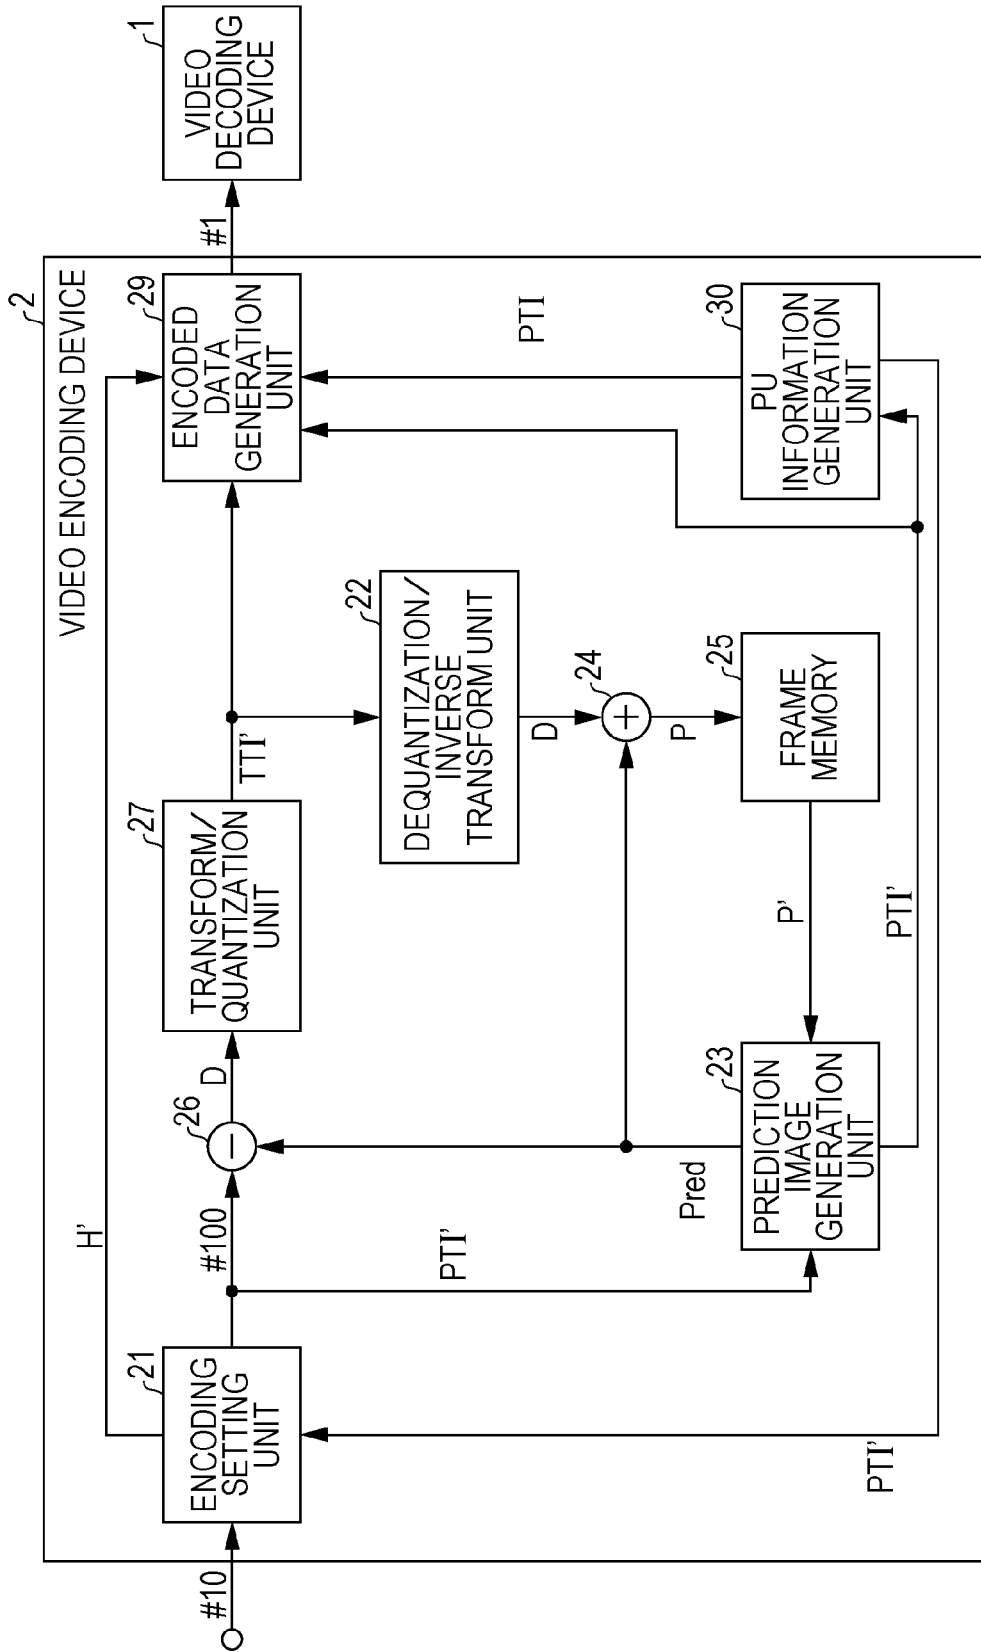 2
VIDEO ENCODING DEVICE
H'
#10
21
ENCODING
SETTING
UNIT
#100
26
−
D
27
TRANSFORM/
QUANTIZATION
UNIT
TTI'
29
ENCODED
DATA
GENERATION
UNIT
#1
1
VIDEO
DECODING
DEVICE
PTI'
22
DEQUANTIZATION/
INVERSE
TRANSFORM UNIT
D
24
+
P
PTI
Pred
23
PREDICTION
IMAGE
GENERATION
UNIT
P'
25
FRAME
MEMORY
30
PU
INFORMATION
GENERATION
UNIT
PTI'
PTI'